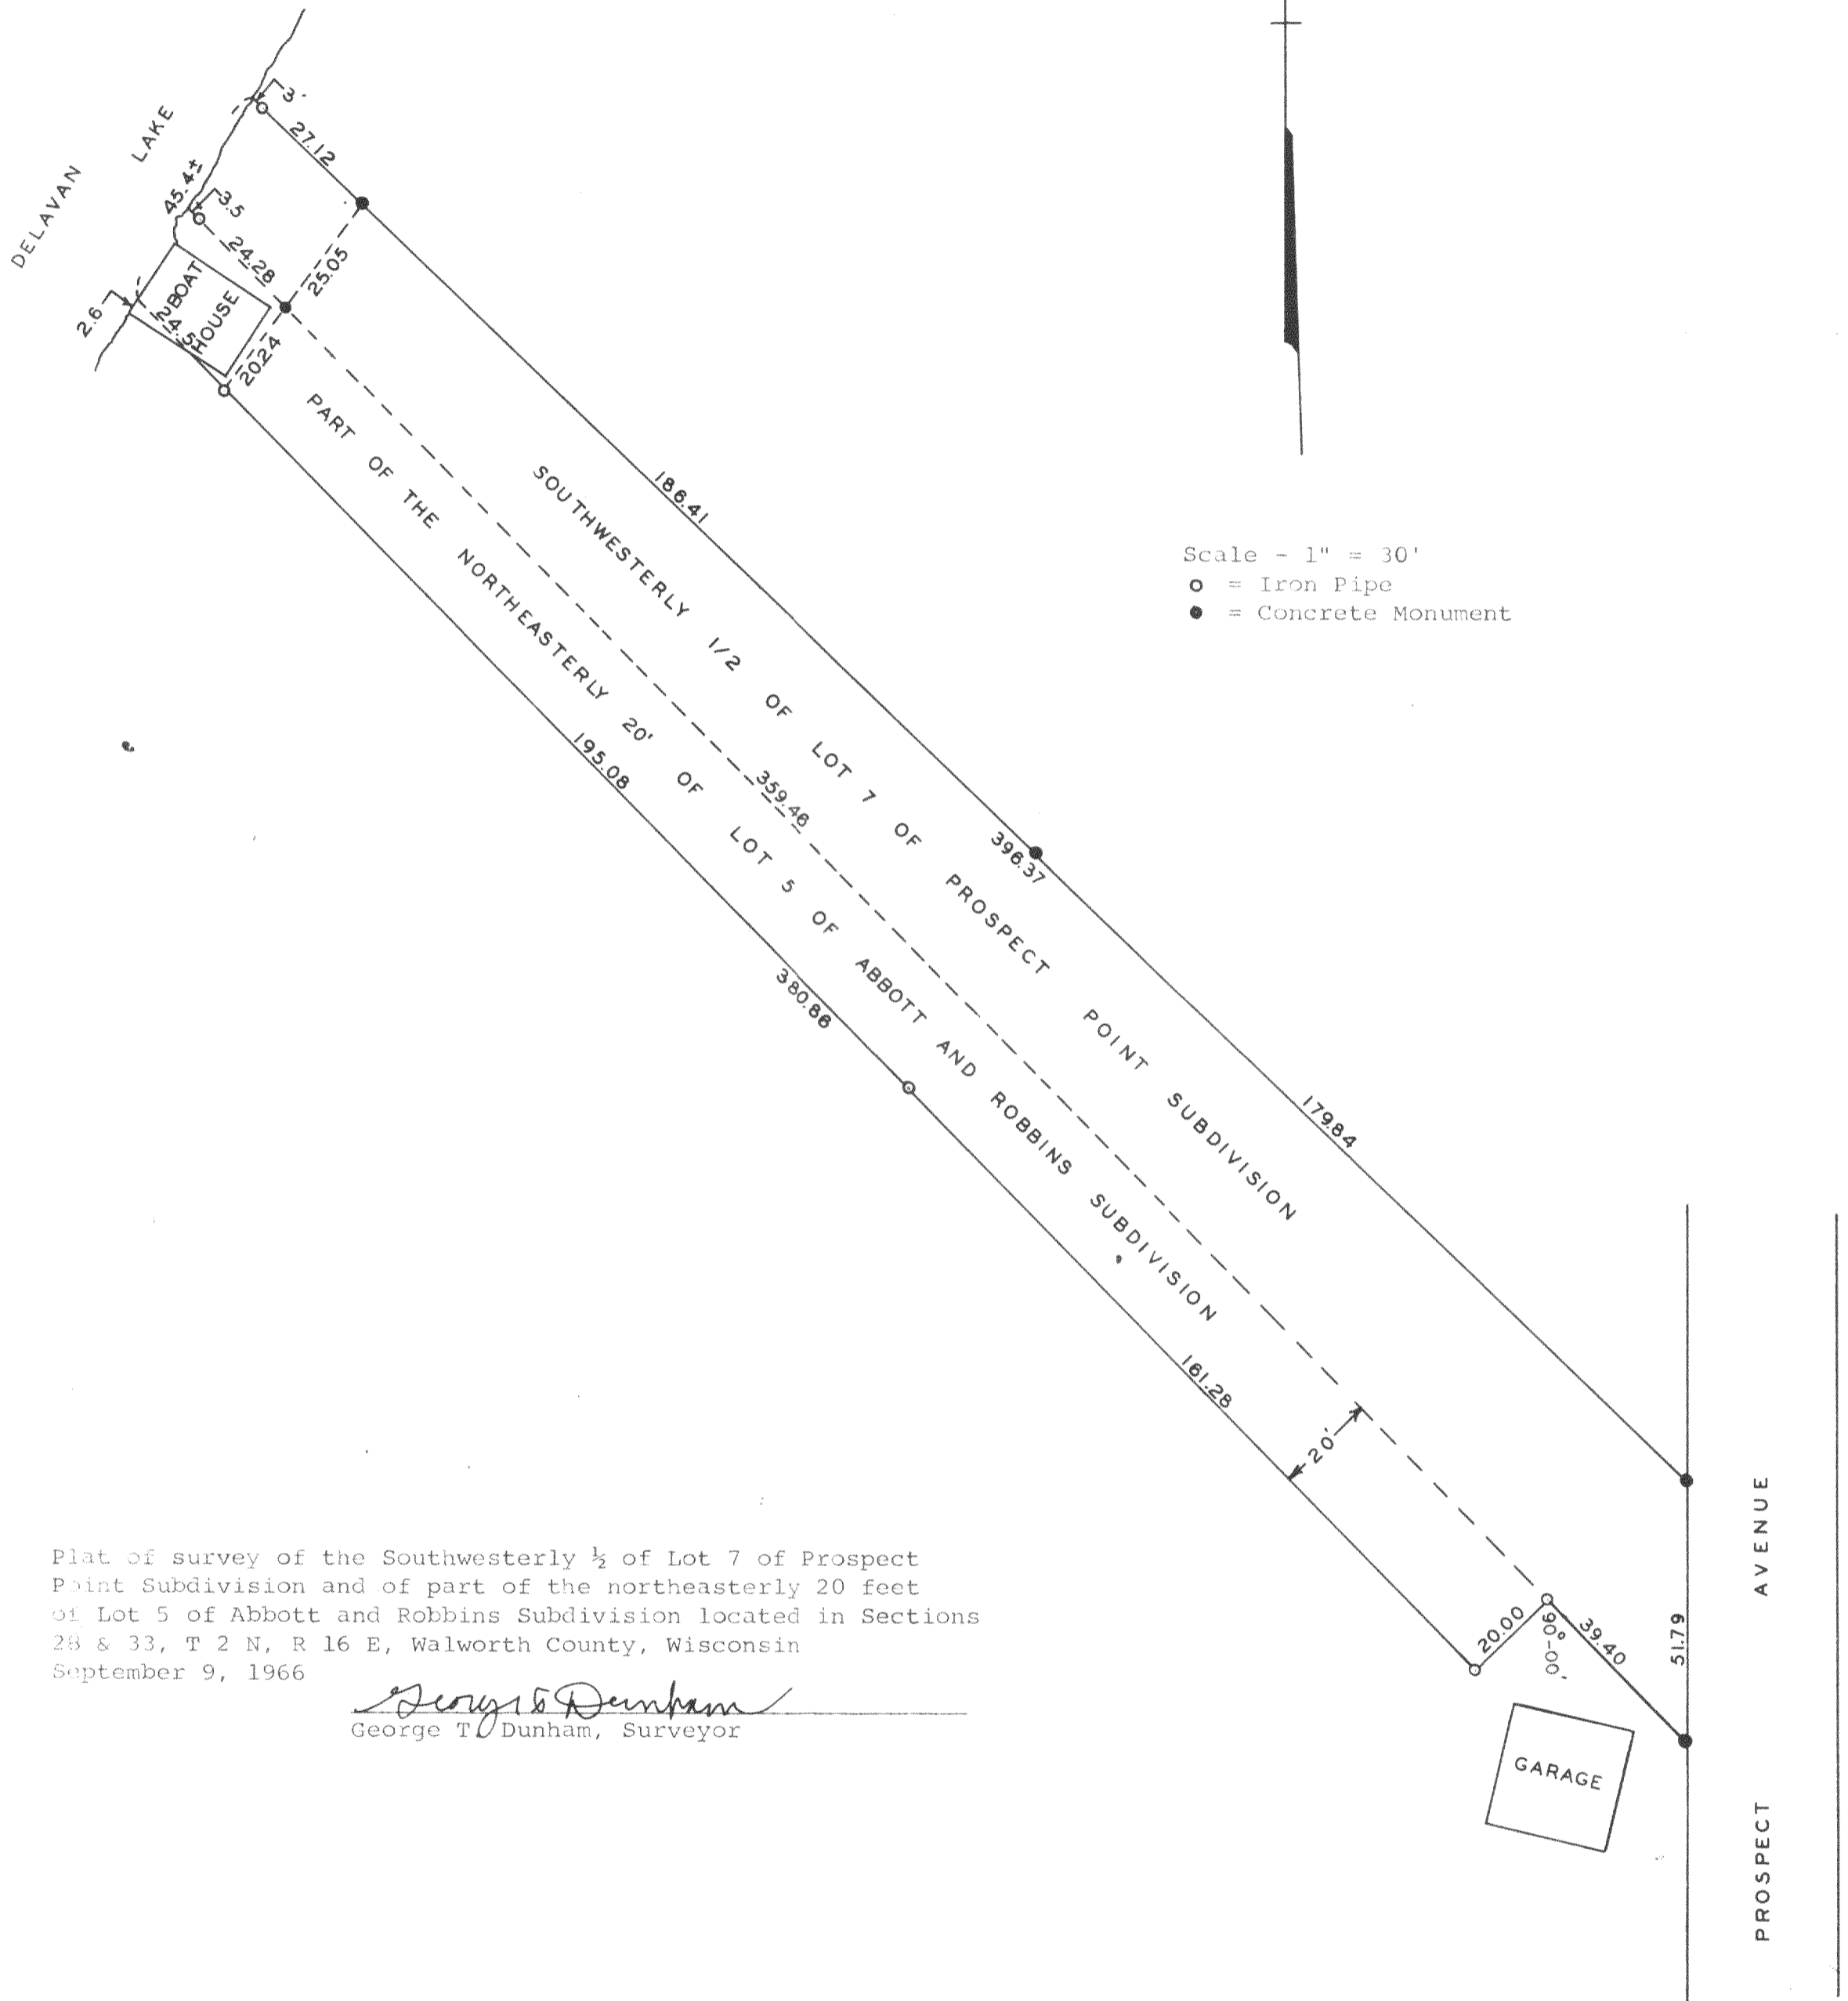 DELAVAN LAKE
3'
27.12
45.4±
3.5
24.28
25.05
2.6
24.5
BOAT
HOUSE
20.24
186.41
SOUTHWESTERLY 1/2 OF LOT 7 OF PROSPECT POINT SUBDIVISION
PART OF THE NORTHEASTERLY 20' OF LOT 5 OF ABBOTT AND ROBBINS SUBDIVISION
Scale - 1" = 30'
o = Iron Pipe
● = Concrete Monument
195.08
359.46
396.37
380.86
179.84
161.28
20'
20.00
90°-00'
39.40
51.79
GARAGE
PROSPECT AVENUE
Plat of survey of the Southwesterly ½ of Lot 7 of Prospect
Point Subdivision and of part of the northeasterly 20 feet
of Lot 5 of Abbott and Robbins Subdivision located in Sections
28 & 33, T 2 N, R 16 E, Walworth County, Wisconsin
September 9, 1966
George T Dunham
George T. Dunham, Surveyor